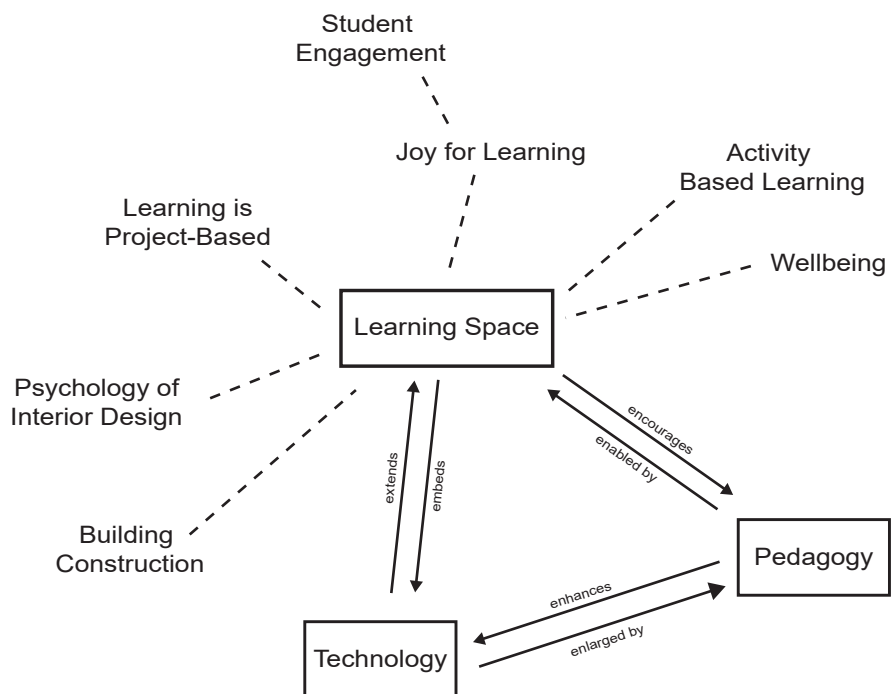 Student
Engagement
Joy for Learning
Activity
Based Learning
Learning is
Project-Based
Wellbeing
Learning Space
Psychology of
Interior Design
encourages
enabled by
extends
embeds
Building
Construction
Pedagogy
enhances
enlarged by
Technology